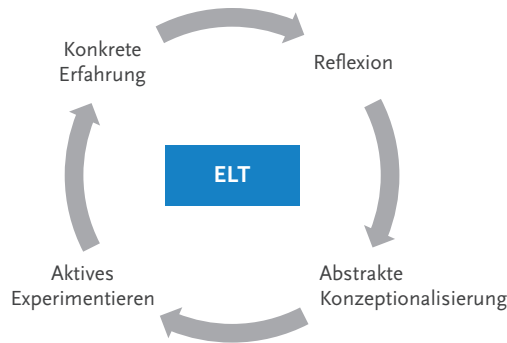 Konkrete
Erfahrung
Reflexion
ELT
Abstrakte
Konzeptionalisierung
Aktives
Experimentieren